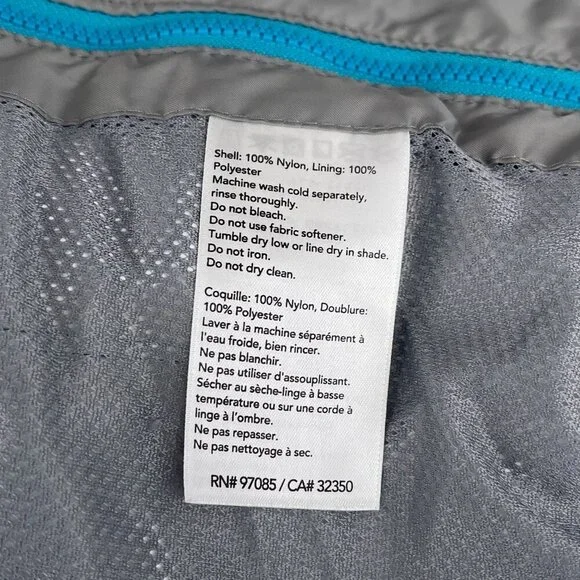 Shell: 100% Nylon, Lining: 100%
Polyester
Machine wash cold separately,
rinse thoroughly.
Do not bleach.
Do not use fabric softener.
Tumble dry low or line dry in shade.
Do not iron.
Do not dry clean.
Coquille: 100% Nylon, Doublure:
100% Polyester
Laver à la machine séparément à
l'eau froide, bien rincer.
Ne pas blanchir.
Ne pas utiliser d'assouplissant.
Sécher au sèche-linge à basse
température ou sur une corde à
linge à l'ombre.
Ne pas repasser.
Ne pas nettoyage à sec.
RN# 97085 / CA# 32350